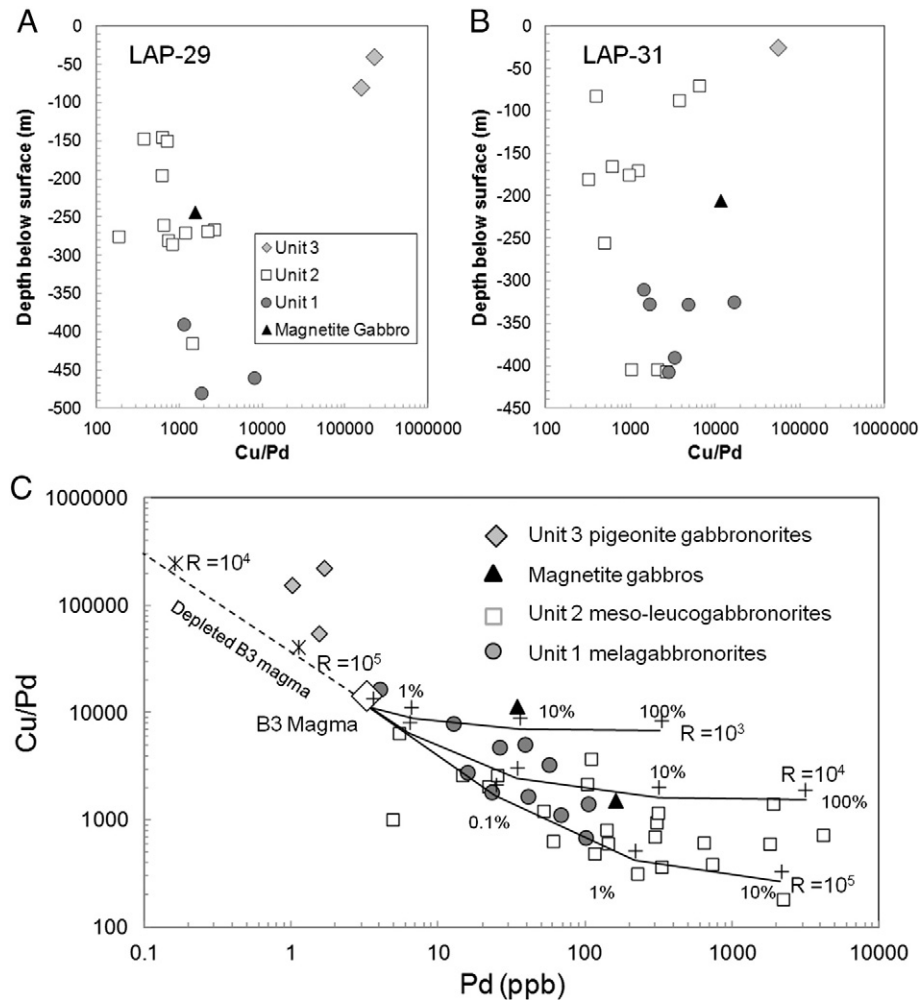 A
LAP-29
0
-50
-100
-150
-200
-250
-300
-350
-400
-450
-500
Depth below surface (m)
Unit 3
Unit 2
Unit 1
Magnetite Gabbro
100 1000 10000 100000 1000000
Cu/Pd
B
LAP-31
0
-50
-100
-150
-200
-250
-300
-350
-400
-450
Depth below surface (m)
100 1000 10000 100000 1000000
Cu/Pd
C
1000000
100000
10000
1000
100
Cu/Pd
R=10⁴
Depleted B3 magma
R=10⁵
B3 Magma
Unit 3 pigeonite gabbronorites
Magnetite gabbros
Unit 2 meso-leucogabbronorites
Unit 1 melagabbronorites
1%
10%
100%
R=10³
10%
R=10⁴
100%
0.1%
1%
10%
R=10⁵
0.1 1 10 100 1000 10000
Pd (ppb)